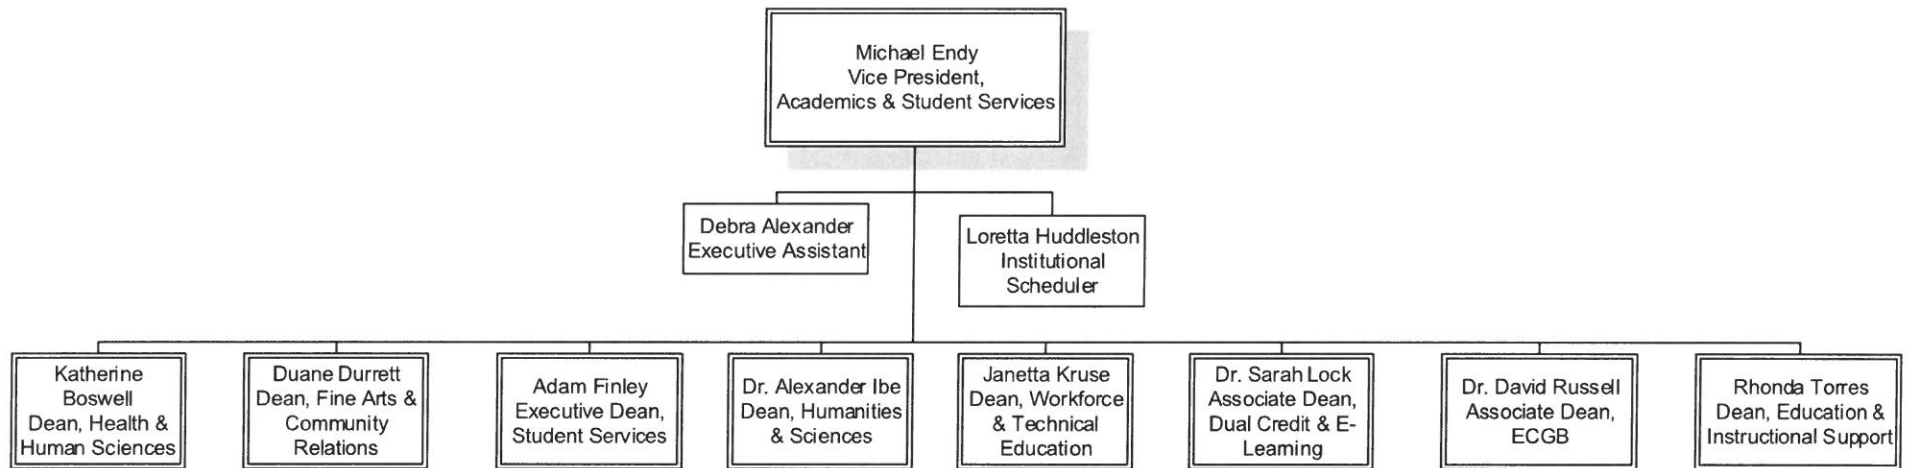 Michael Endy
Vice President,
Academics & Student Services
Debra Alexander
Executive Assistant
Loretta Huddleston
Institutional
Scheduler
Katherine
Boswell
Dean, Health &
Human Sciences
Duane Durrett
Dean, Fine Arts &
Community
Relations
Adam Finley
Executive Dean,
Student Services
Dr. Alexander Ibe
Dean, Humanities
& Sciences
Janetta Kruse
Dean, Workforce
& Technical
Education
Dr. Sarah Lock
Associate Dean,
Dual Credit & E-
Learning
Dr. David Russell
Associate Dean,
ECGB
Rhonda Torres
Dean, Education &
Instructional Support